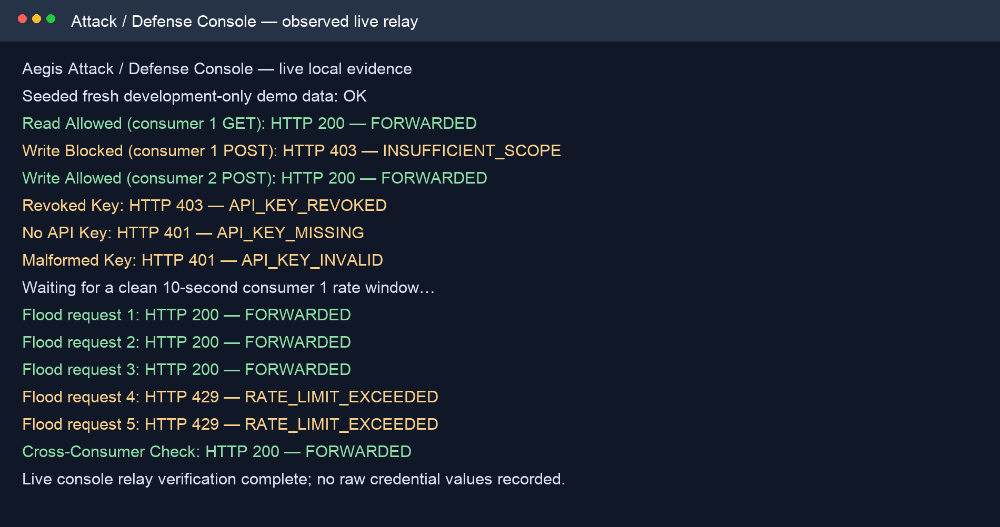 Attack / Defense Console — observed live relay
Aegis Attack / Defense Console — live local evidence
Seeded fresh development-only demo data: OK
Read Allowed (consumer 1 GET): HTTP 200 — FORWARDED
Write Blocked (consumer 1 POST): HTTP 403 — INSUFFICIENT_SCOPE
Write Allowed (consumer 2 POST): HTTP 200 — FORWARDED
Revoked Key: HTTP 403 — API_KEY_REVOKED
No API Key: HTTP 401 — API_KEY_MISSING
Malformed Key: HTTP 401 — API_KEY_INVALID
Waiting for a clean 10-second consumer 1 rate window…
Flood request 1: HTTP 200 — FORWARDED
Flood request 2: HTTP 200 — FORWARDED
Flood request 3: HTTP 200 — FORWARDED
Flood request 4: HTTP 429 — RATE_LIMIT_EXCEEDED
Flood request 5: HTTP 429 — RATE_LIMIT_EXCEEDED
Cross-Consumer Check: HTTP 200 — FORWARDED
Live console relay verification complete; no raw credential values recorded.